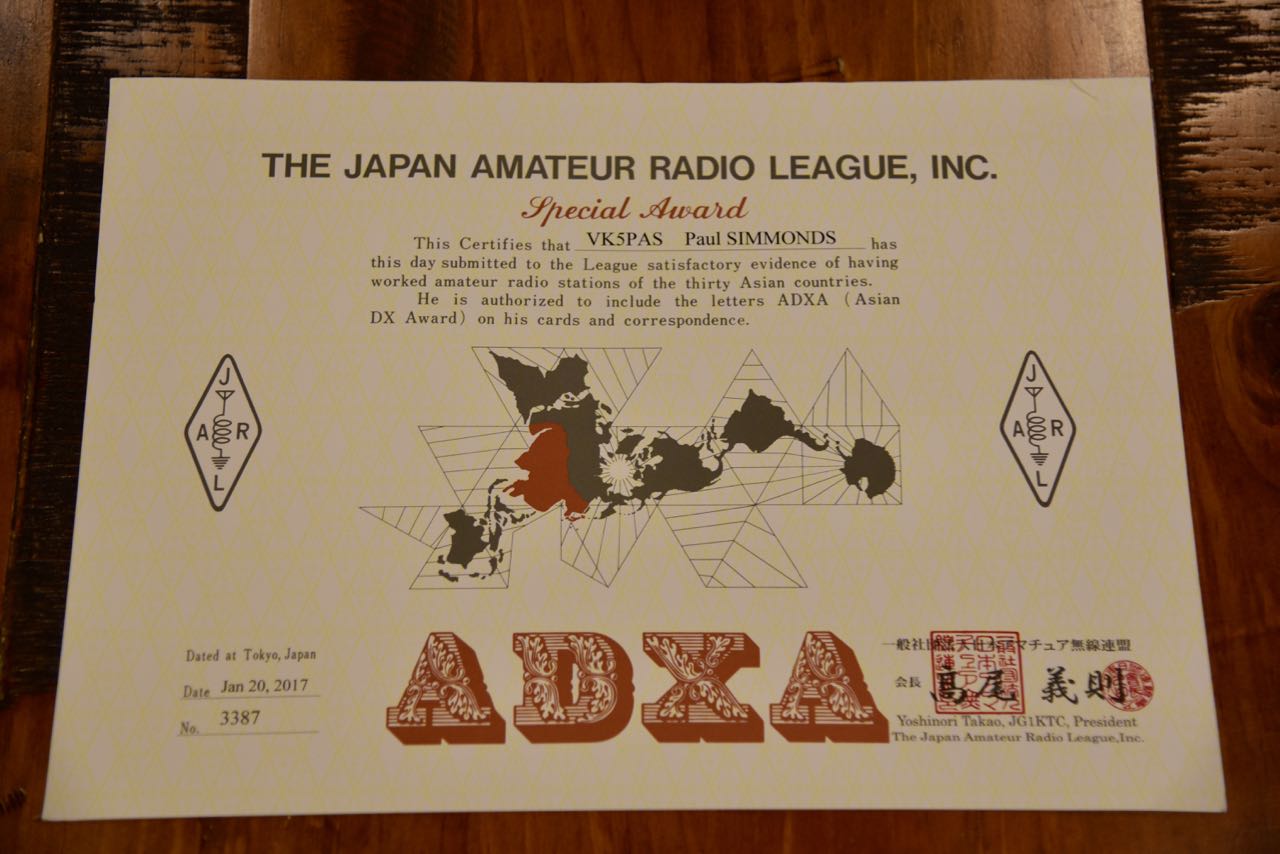 THE JAPAN AMATEUR RADIO LEAGUE, INC.
Special Award
This Certifies that VK5PAS Paul SIMMONDS has
this day submitted to the League satisfactory evidence of having
worked amateur radio stations of the thirty Asian countries.
He is authorized to include the letters ADXA (Asian
DX Award) on his cards and correspondence.
J
A R
L
J
A R
L
ADXA
Dated at Tokyo, Japan
Date Jan 20, 2017
No. 3387
一般社団法人日本アマチュア無線連盟
会長 髙尾 義則
Yoshinori Takao, JG1KTC, President
The Japan Amateur Radio League,Inc.